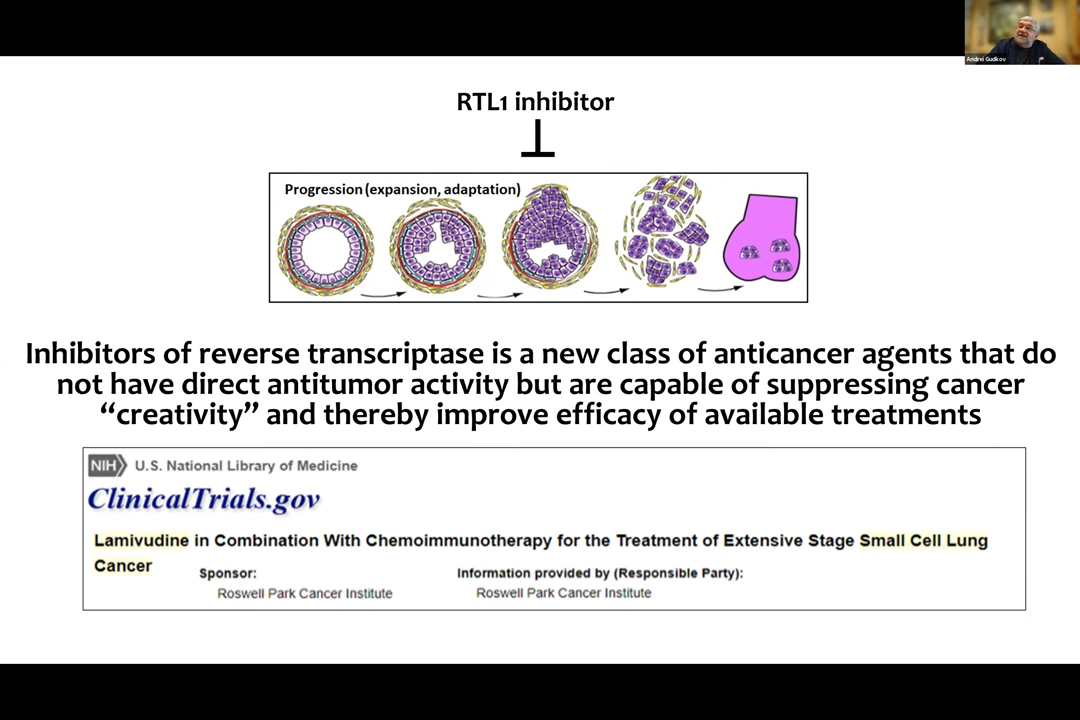 Andrei Gudkov
RTL1 inhibitor
Progression (expansion, adaptation)
Inhibitors of reverse transcriptase is a new class of anticancer agents that do
not have direct antitumor activity but are capable of suppressing cancer
“creativity” and thereby improve efficacy of available treatments
NIH U.S. National Library of Medicine
ClinicalTrials.gov
Lamivudine in Combination With Chemoimmunotherapy for the Treatment of Extensive Stage Small Cell Lung
Cancer
Sponsor: Information provided by (Responsible Party):
Roswell Park Cancer Institute Roswell Park Cancer Institute